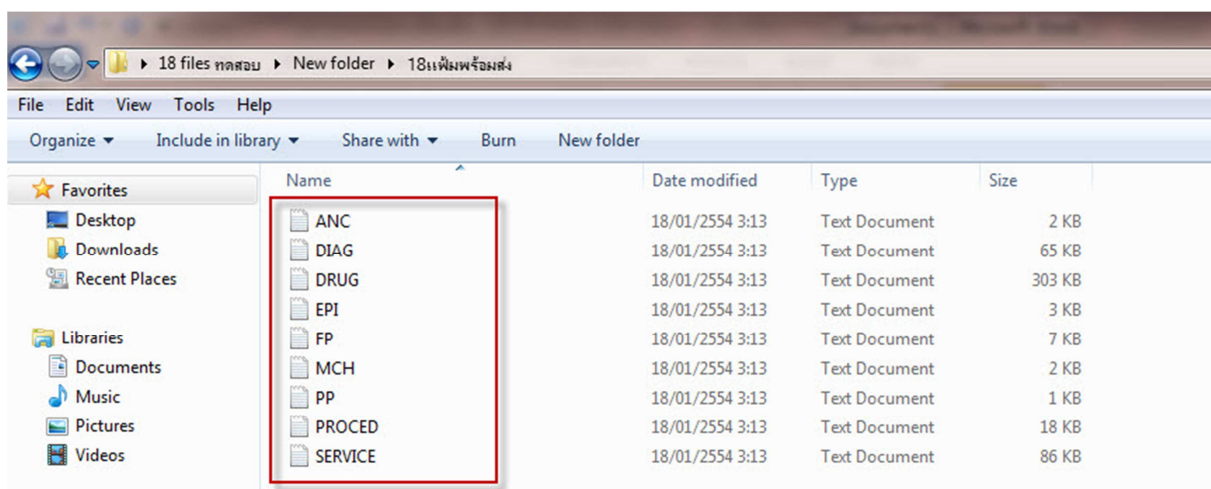 18 files ทดสอบ New folder 18แฟ้มพร้อมส่ง
File Edit View Tools Help
Organize Include in library Share with Burn New folder
Favorites
Desktop
Downloads
Recent Places
Libraries
Documents
Music
Pictures
Videos
Name Date modified Type Size
ANC 18/01/2554 3:13 Text Document 2 KB
DIAG 18/01/2554 3:13 Text Document 65 KB
DRUG 18/01/2554 3:13 Text Document 303 KB
EPI 18/01/2554 3:13 Text Document 3 KB
FP 18/01/2554 3:13 Text Document 7 KB
MCH 18/01/2554 3:13 Text Document 2 KB
PP 18/01/2554 3:13 Text Document 1 KB
PROCED 18/01/2554 3:13 Text Document 18 KB
SERVICE 18/01/2554 3:13 Text Document 86 KB